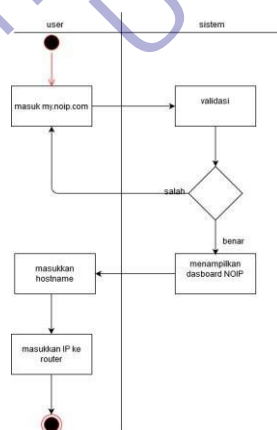 user sistem
masuk my.noip.com validasi
salah
benar
masukkan
hostname
menampilkan
dasboard NOIP
masukkan IP ke
router